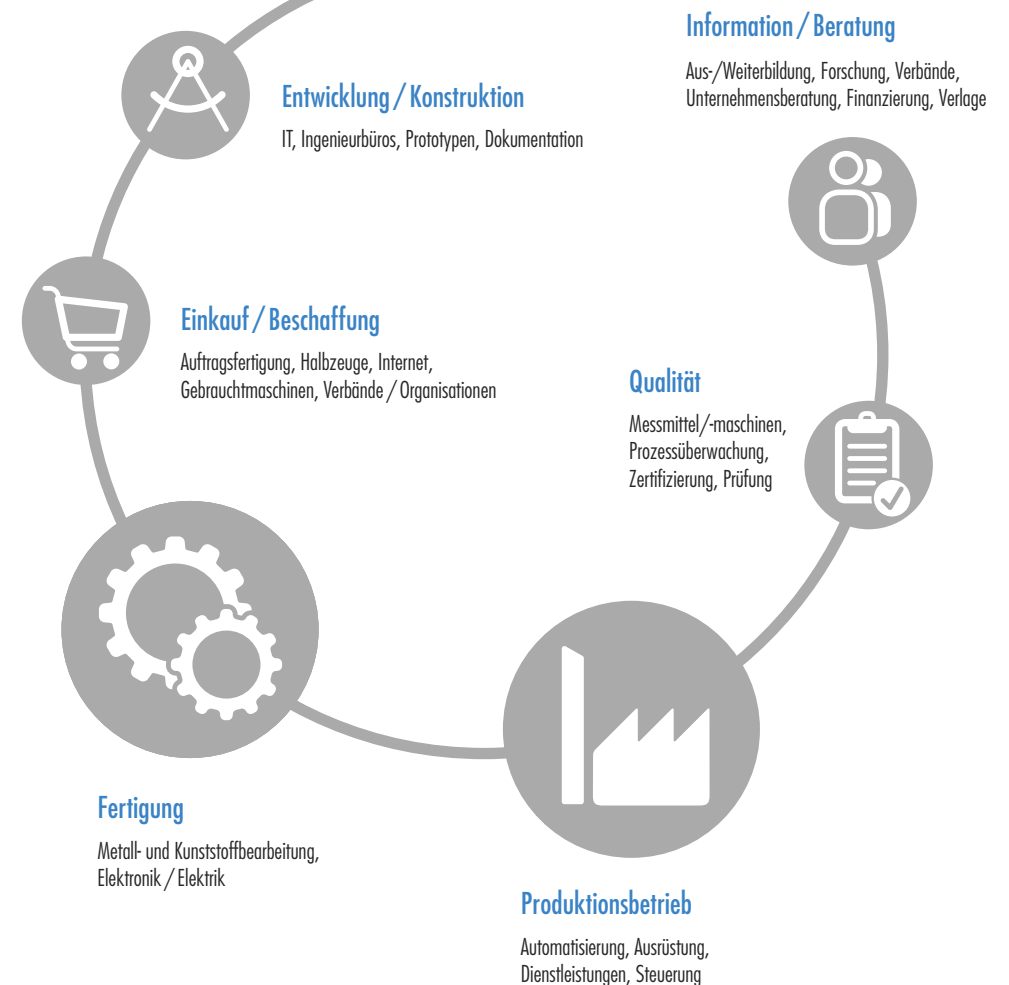 Information / Beratung
Aus-/Weiterbildung, Forschung, Verbände,
Unternehmensberatung, Finanzierung, Verlage
Entwicklung / Konstruktion
IT, Ingenieurbüros, Prototypen, Dokumentation
Einkauf / Beschaffung
Auftragsfertigung, Halbzeuge, Internet,
Gebrauchtmaschinen, Verbände / Organisationen
Qualität
Messmittel/-maschinen,
Prozessüberwachung,
Zertifizierung, Prüfung
Fertigung
Metall- und Kunststoffbearbeitung,
Elektronik / Elektrik
Produktionsbetrieb
Automatisierung, Ausrüstung,
Dienstleistungen, Steuerung